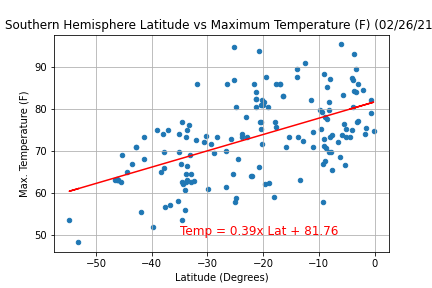 Southern Hemisphere Latitude vs Maximum Temperature (F) (02/26/21
Max. Temperature (F)
90
80
70
60
50
Temp = 0.39x Lat + 81.76
−50
−40
−30
−20
−10
0
Latitude (Degrees)